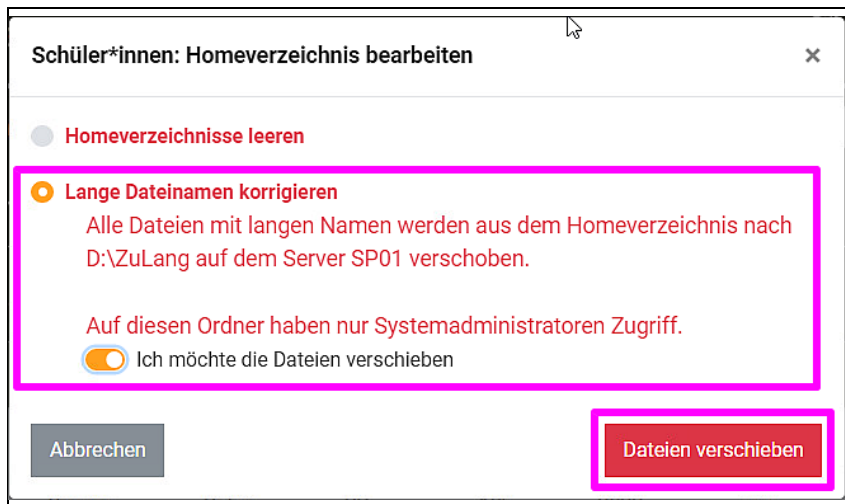 Schüler*innen: Homeverzeichnis bearbeiten
×
Homeverzeichnisse leeren
Lange Dateinamen korrigieren
Alle Dateien mit langen Namen werden aus dem Homeverzeichnis nach
D:\ZuLang auf dem Server SP01 verschoben.
Auf diesen Ordner haben nur Systemadministratoren Zugriff.
Ich möchte die Dateien verschieben
Abbrechen
Dateien verschieben